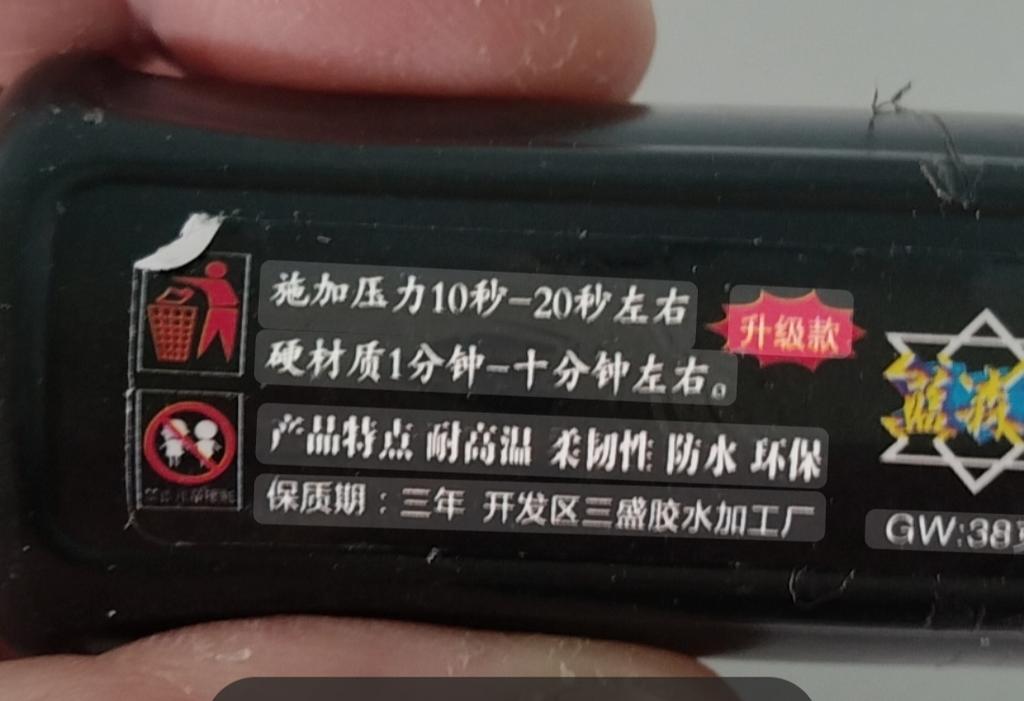 施加压力10秒-20秒左右
升级款
硬材质1分钟-十分钟左右。
产品特点 耐高温 柔韧性 防水 环保
保质期：三年 开发区三盛胶水加工厂
GW:38